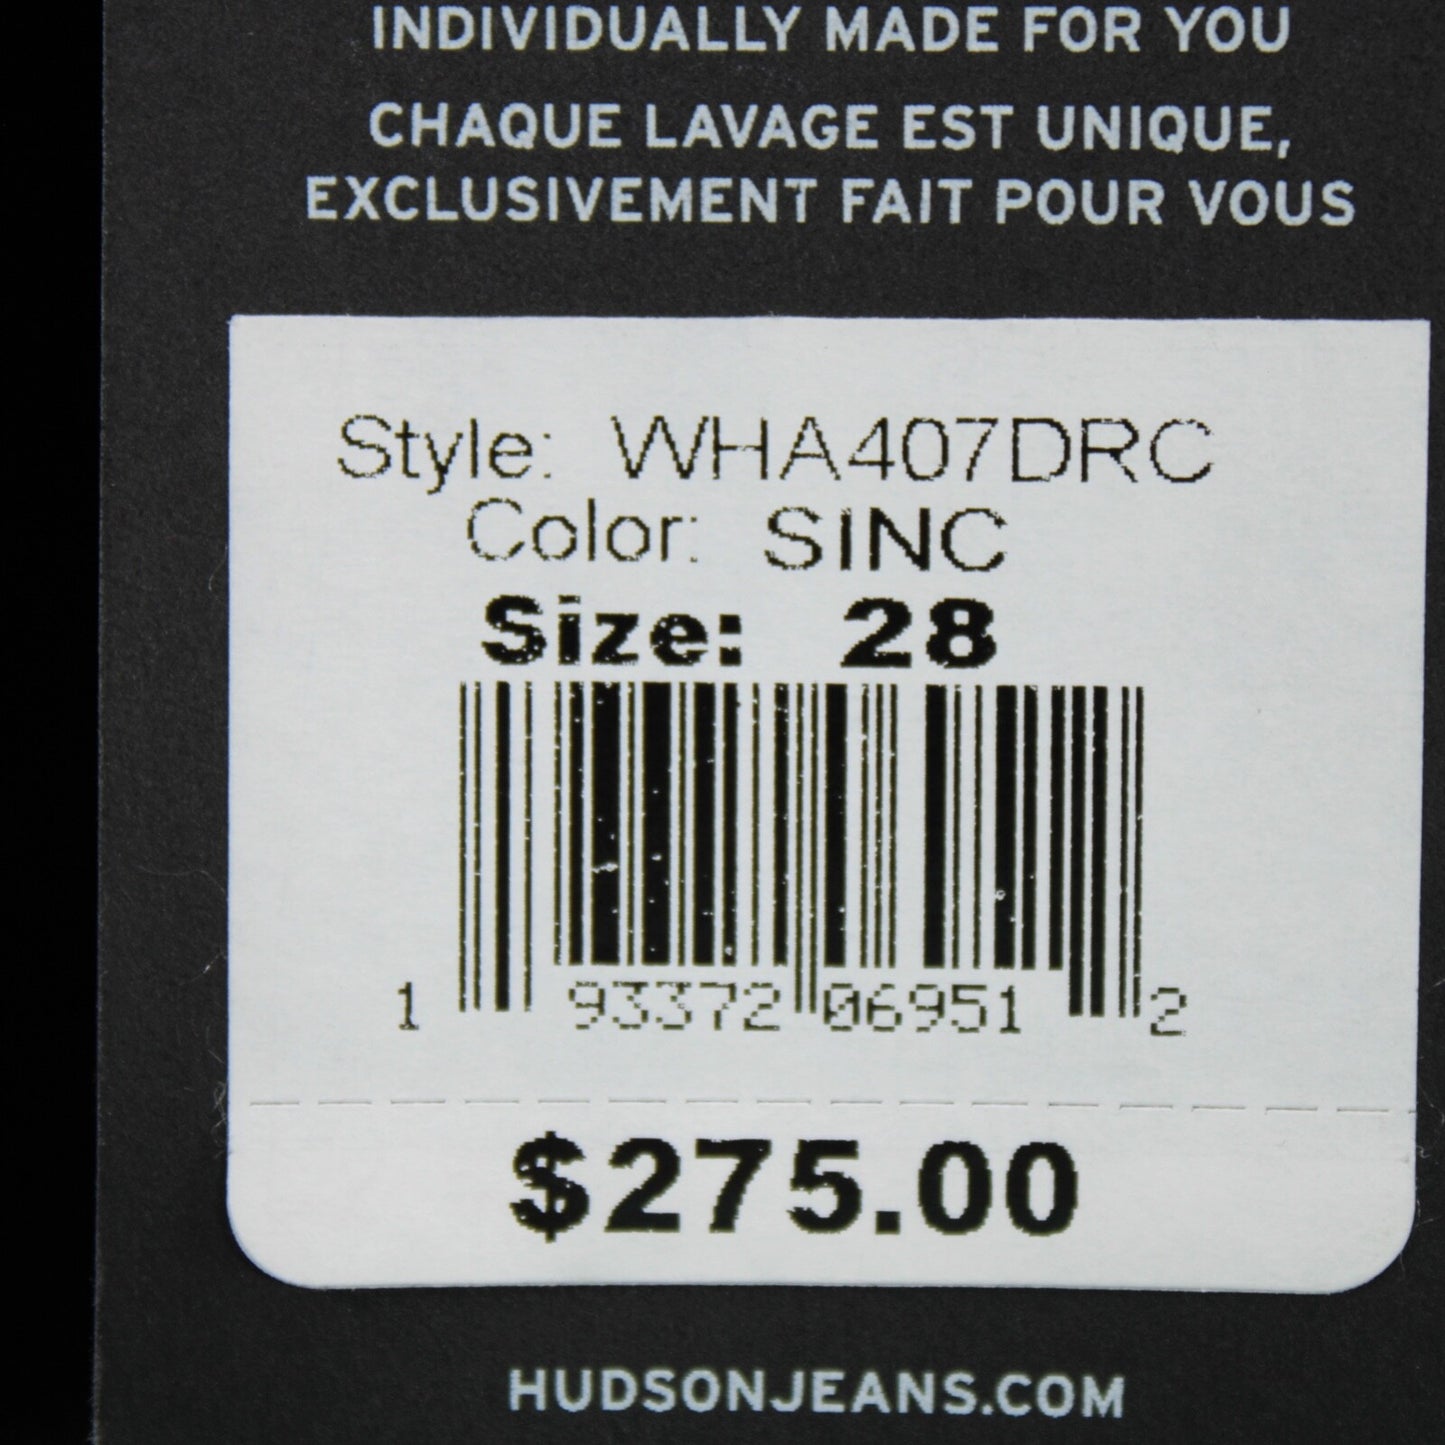 INDIVIDUALLY MADE FOR YOU
CHAQUE LAVAGE EST UNIQUE,
EXCLUSIVEMENT FAIT POUR VOUS
Style: WHA407DRC
Color: SINC
Size: 28
1 93372 06951 2
$275.00
HUDSONJEANS.COM